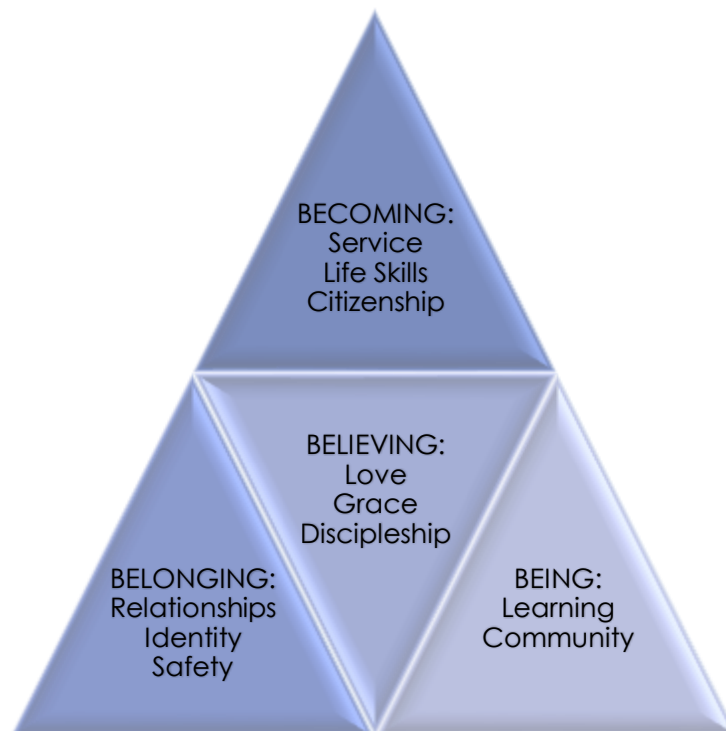 BECOMING:
Service
Life Skills
Citizenship
BELIEVING:
Love
Grace
Discipleship
BELONGING:
Relationships
Identity
Safety
BEING:
Learning
Community